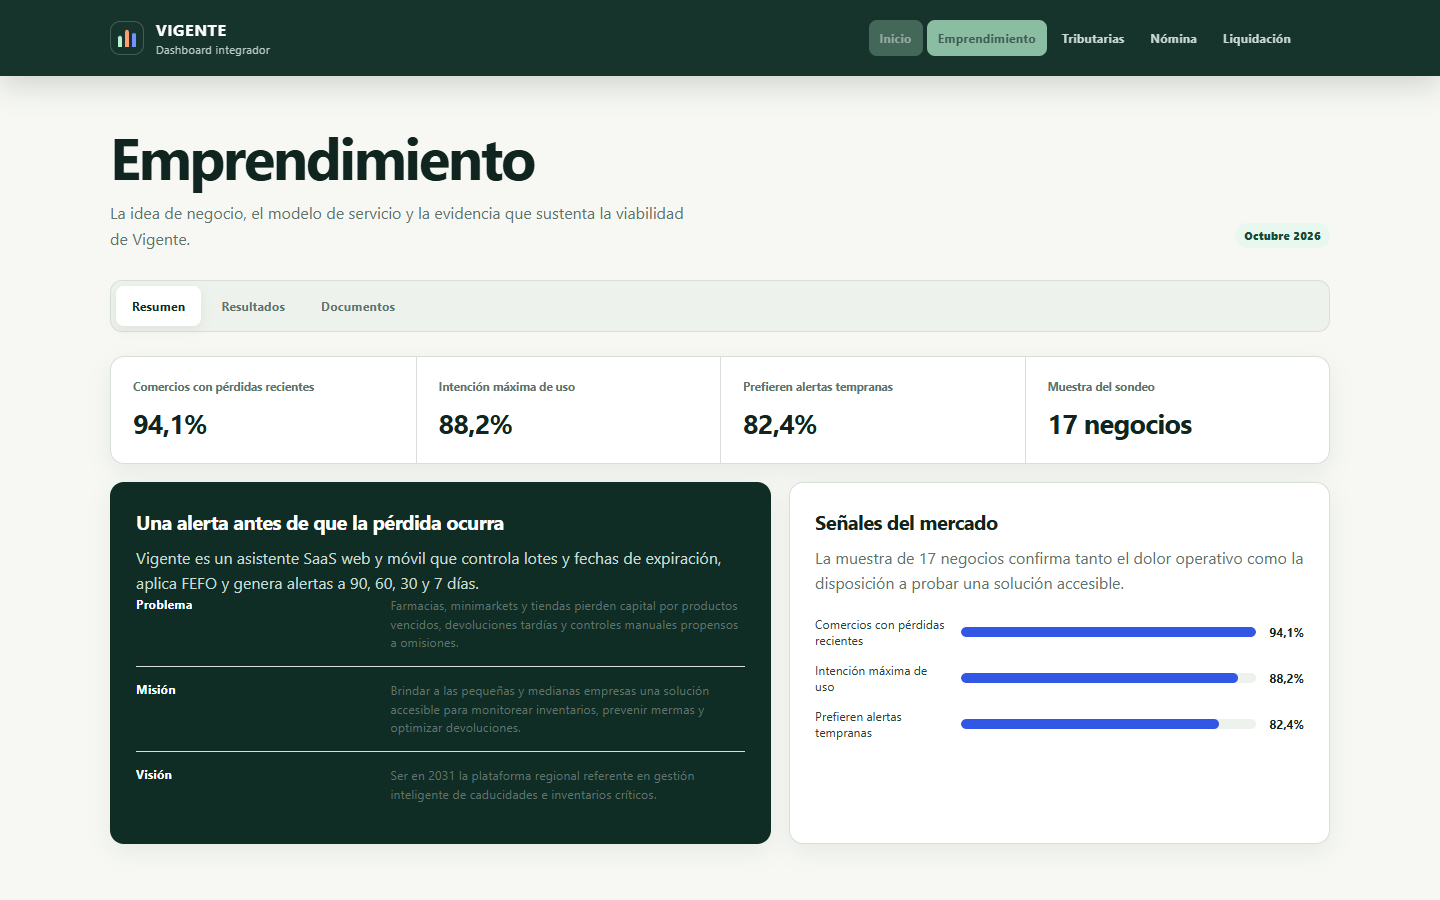 VIGENTE
Dashboard integrador
Inicio
Emprendimiento
Tributarias
Nómina
Liquidación
Emprendimiento
La idea de negocio, el modelo de servicio y la evidencia que sustenta la viabilidad
de Vigente.
Octubre 2026
Resumen
Resultados
Documentos
Comercios con pérdidas recientes
94,1%
Intención máxima de uso
88,2%
Prefieren alertas tempranas
82,4%
Muestra del sondeo
17 negocios
Una alerta antes de que la pérdida ocurra
Vigente es un asistente SaaS web y móvil que controla lotes y fechas de expiración,
aplica FEFO y genera alertas a 90, 60, 30 y 7 días.
Problema
Farmacias, minimarkets y tiendas pierden capital por productos
vencidos, devoluciones tardías y controles manuales propensos
a omisiones.
Misión
Brindar a las pequeñas y medianas empresas una solución
accesible para monitorear inventarios, prevenir mermas y
optimizar devoluciones.
Visión
Ser en 2031 la plataforma regional referente en gestión
inteligente de caducidades e inventarios críticos.
Señales del mercado
La muestra de 17 negocios confirma tanto el dolor operativo como la
disposición a probar una solución accesible.
Comercios con pérdidas
recientes
94,1%
Intención máxima de
uso
88,2%
Prefieren alertas
tempranas
82,4%